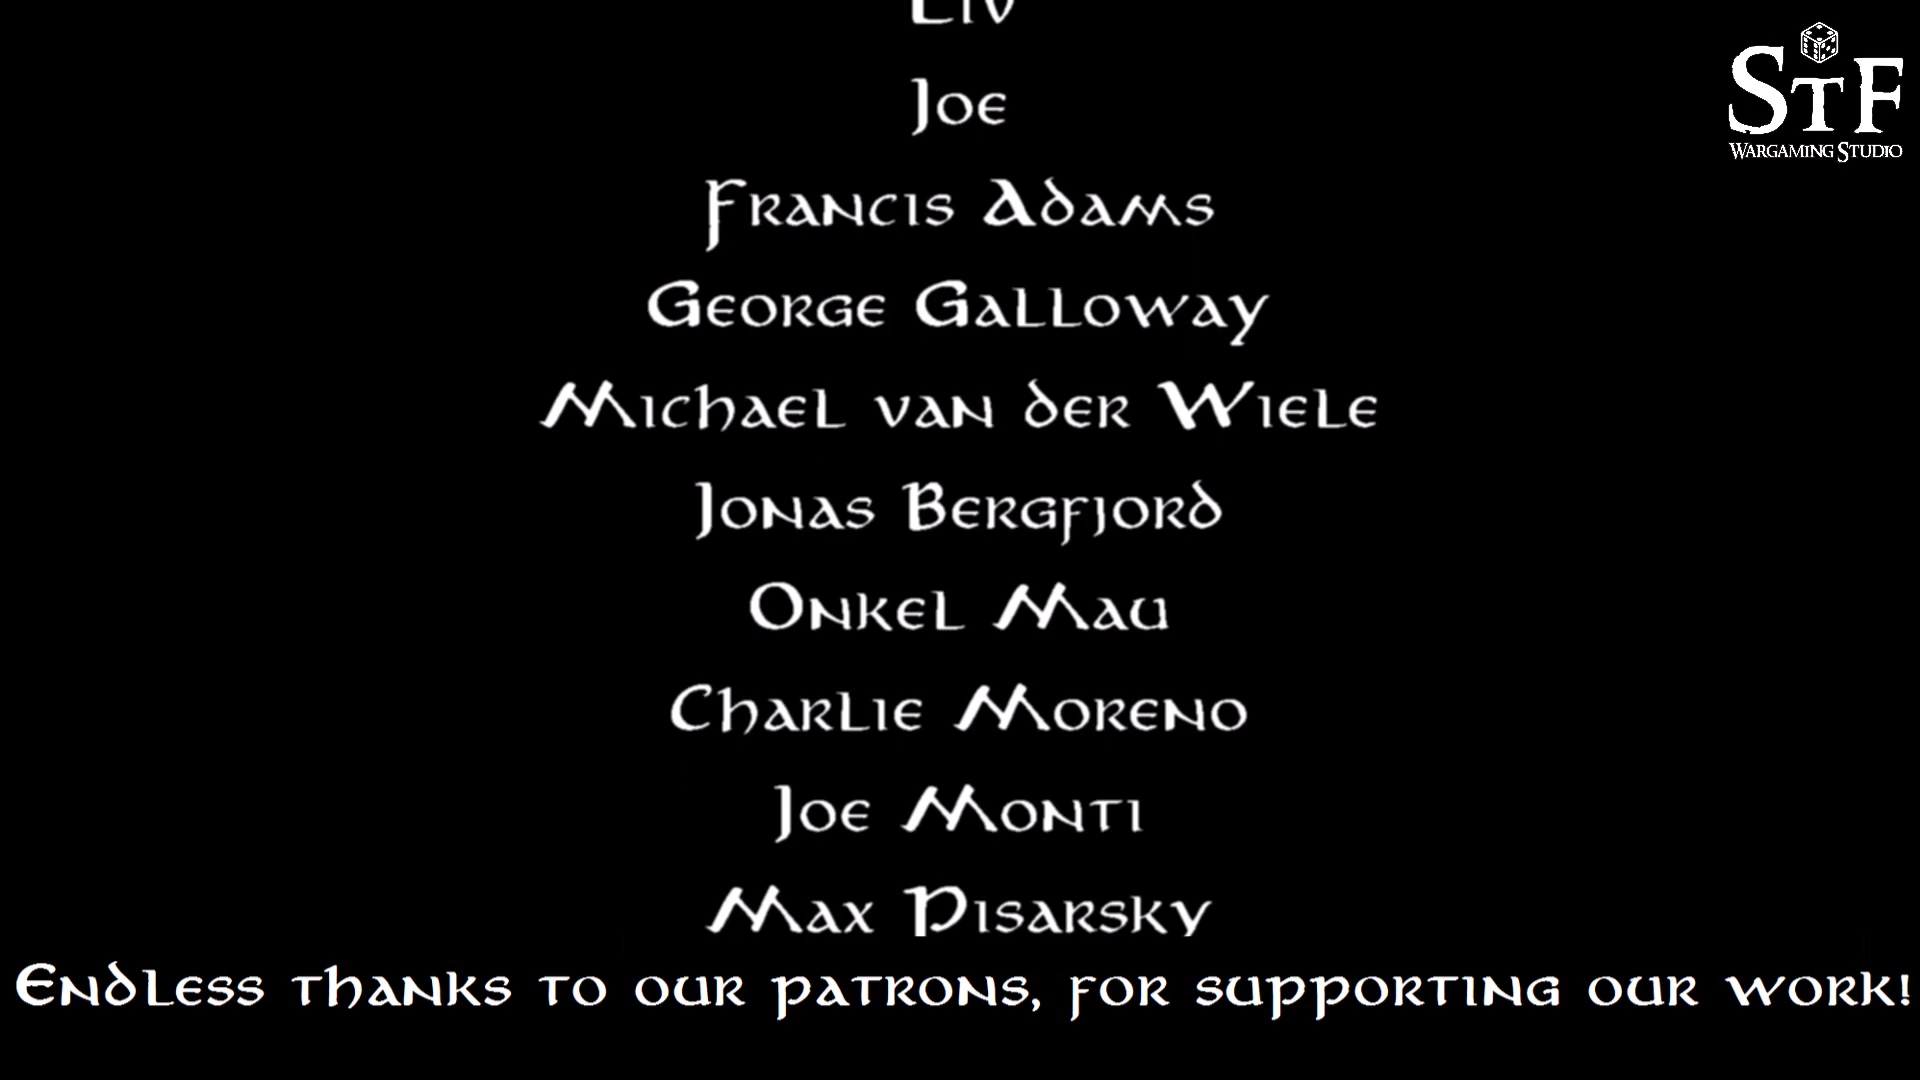 Liv
Joe
Francis Adams
George Galloway
Michael van der Wiele
Jonas Bergfjord
Onkel Mau
Charlie Moreno
Joe Monti
Max Pisarsky
Endless thanks to our patrons, for supporting our work!
StF
Wargaming Studio